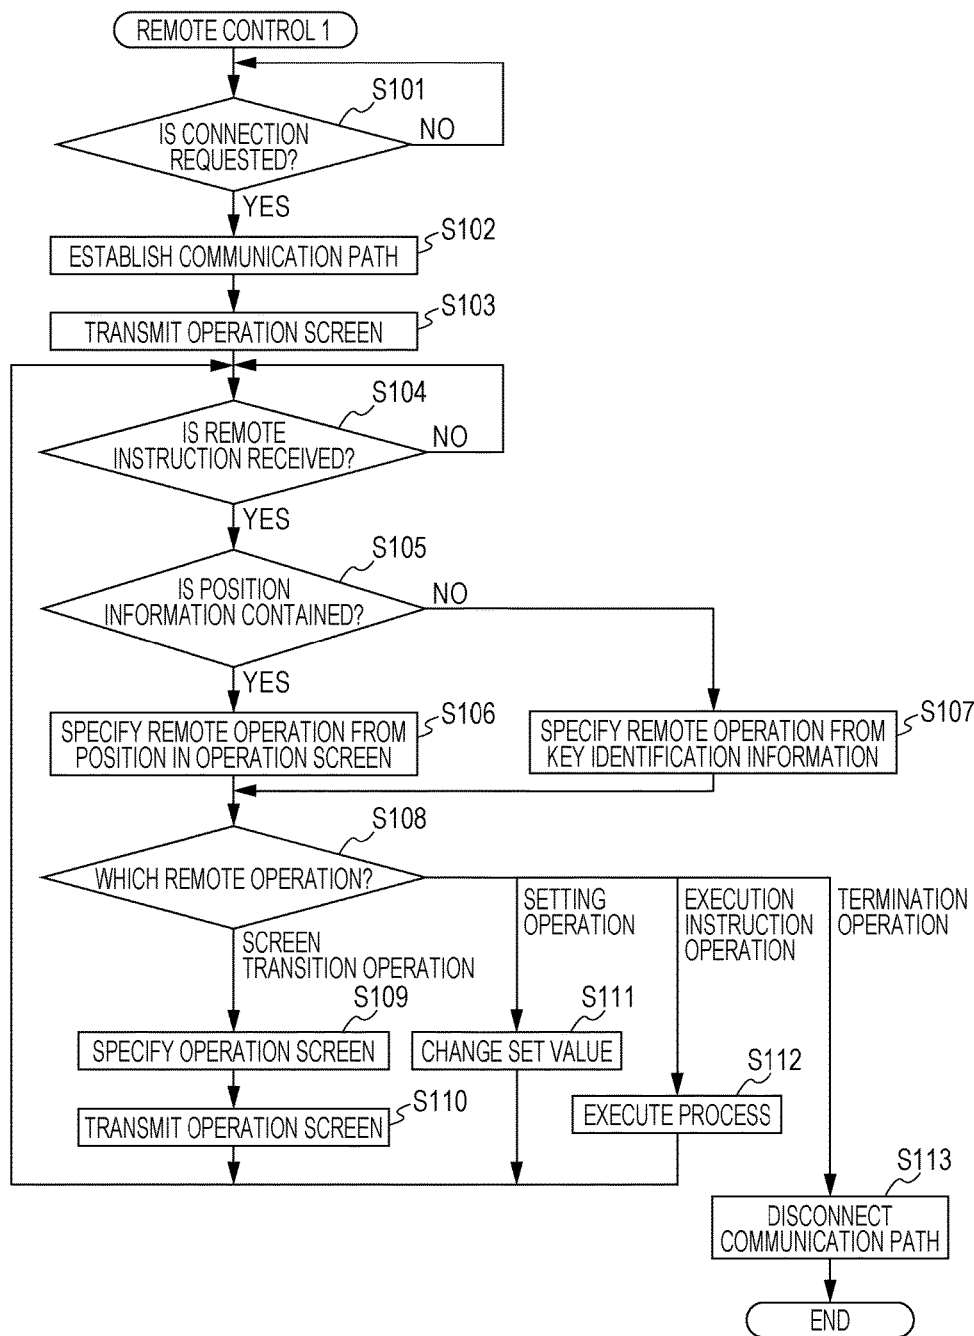 REMOTE CONTROL 1
S101
IS CONNECTION
REQUESTED?
NO
YES
S102
ESTABLISH COMMUNICATION PATH
S103
TRANSMIT OPERATION SCREEN
S104
IS REMOTE
INSTRUCTION RECEIVED?
NO
YES
S105
IS POSITION
INFORMATION CONTAINED?
NO
YES
S106
SPECIFY REMOTE OPERATION FROM
POSITION IN OPERATION SCREEN
S107
SPECIFY REMOTE OPERATION FROM
KEY IDENTIFICATION INFORMATION
S108
WHICH REMOTE OPERATION?
SCREEN
TRANSITION OPERATION
SETTING
OPERATION
EXECUTION
INSTRUCTION
OPERATION
TERMINATION
OPERATION
S109
SPECIFY OPERATION SCREEN
S110
TRANSMIT OPERATION SCREEN
S111
CHANGE SET VALUE
S112
EXECUTE PROCESS
S113
DISCONNECT
COMMUNICATION PATH
END